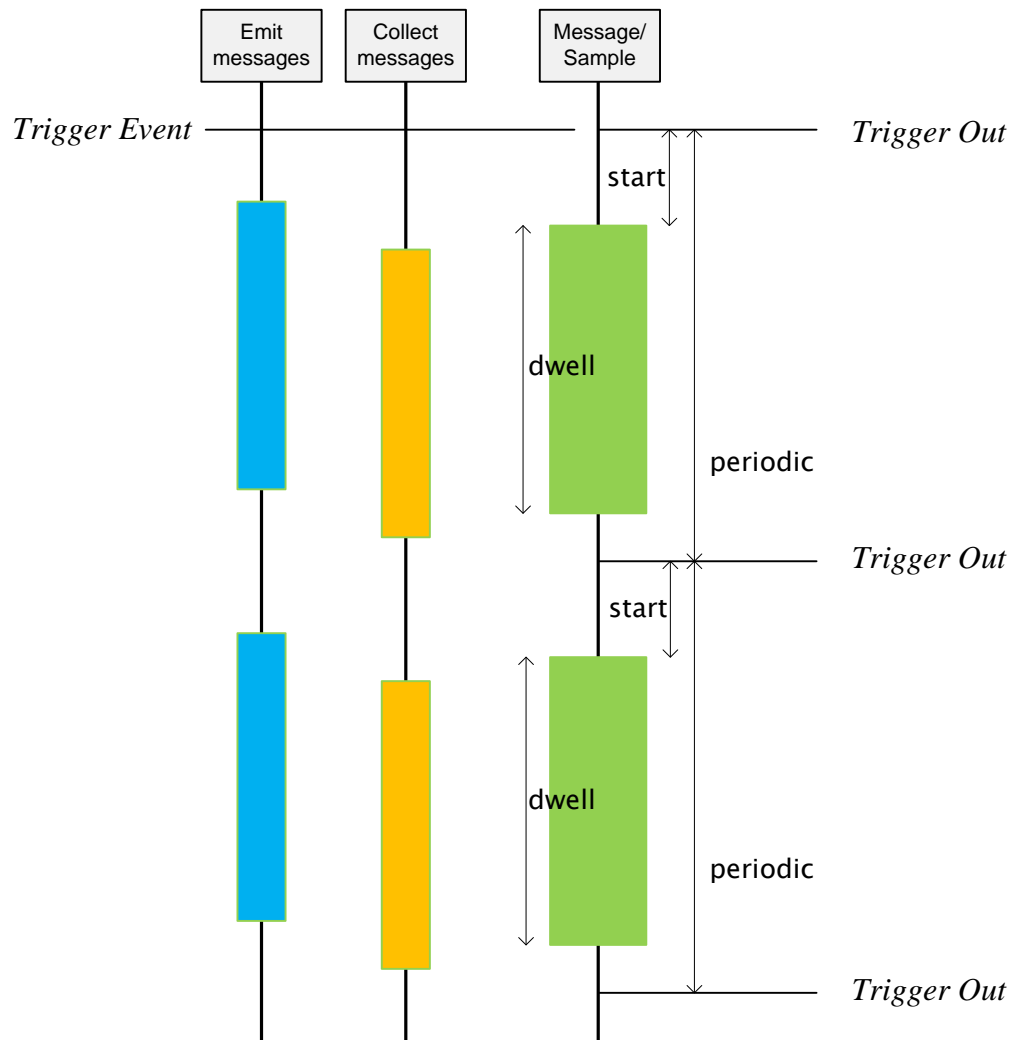 Emit
messages
Collect
messages
Message/
Sample
Trigger Event
Trigger Out
start
dwell
periodic
Trigger Out
start
dwell
periodic
Trigger Out